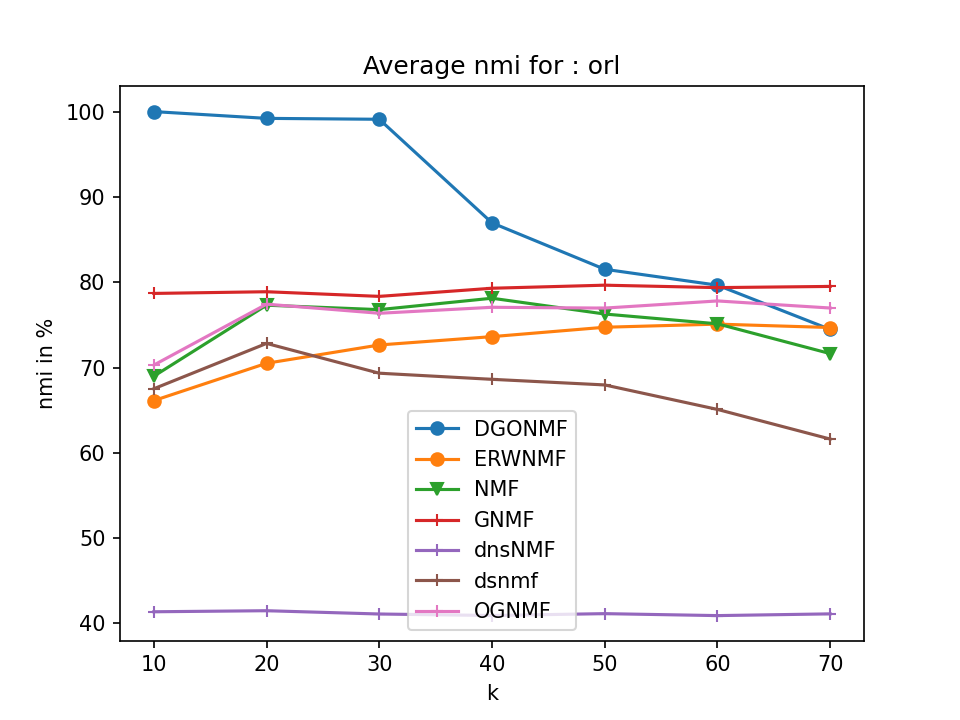 Average nmi for : orl
100
90
80
70
60
50
40
nmi in %
DGONMF
ERWNMF
NMF
GNMF
dnsNMF
dsnmf
OGNMF
10 20 30 40 50 60 70
k